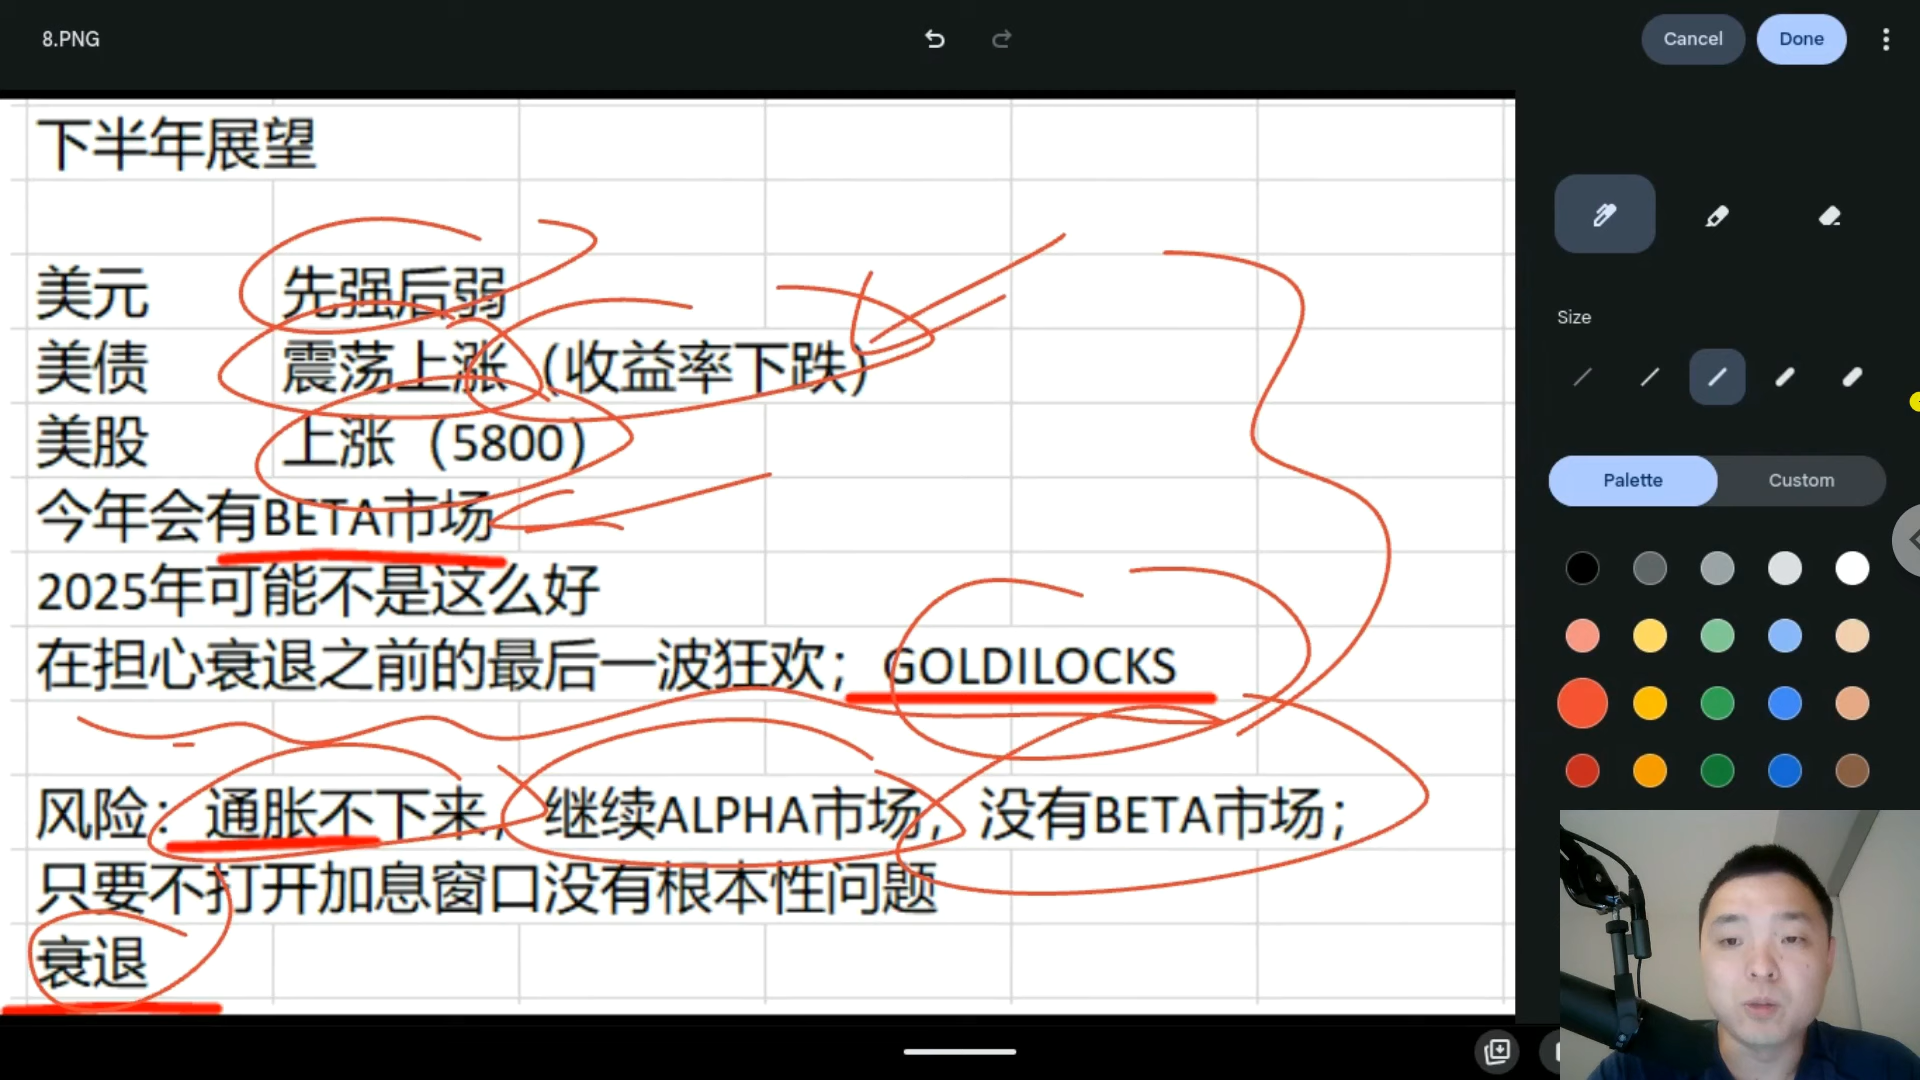 8.PNG
Cancel
Done
下半年展望
美元 先强后弱
美债 震荡上涨（收益率下跌）
美股 上涨（5800）
今年会有BETA市场
2025年可能不是这么好
在担心衰退之前的最后一波狂欢；GOLDILOCKS
风险：通胀不下来，继续ALPHA市场，没有BETA市场；
只要不打开加息窗口没有根本性问题
衰退
Size
Palette
Custom